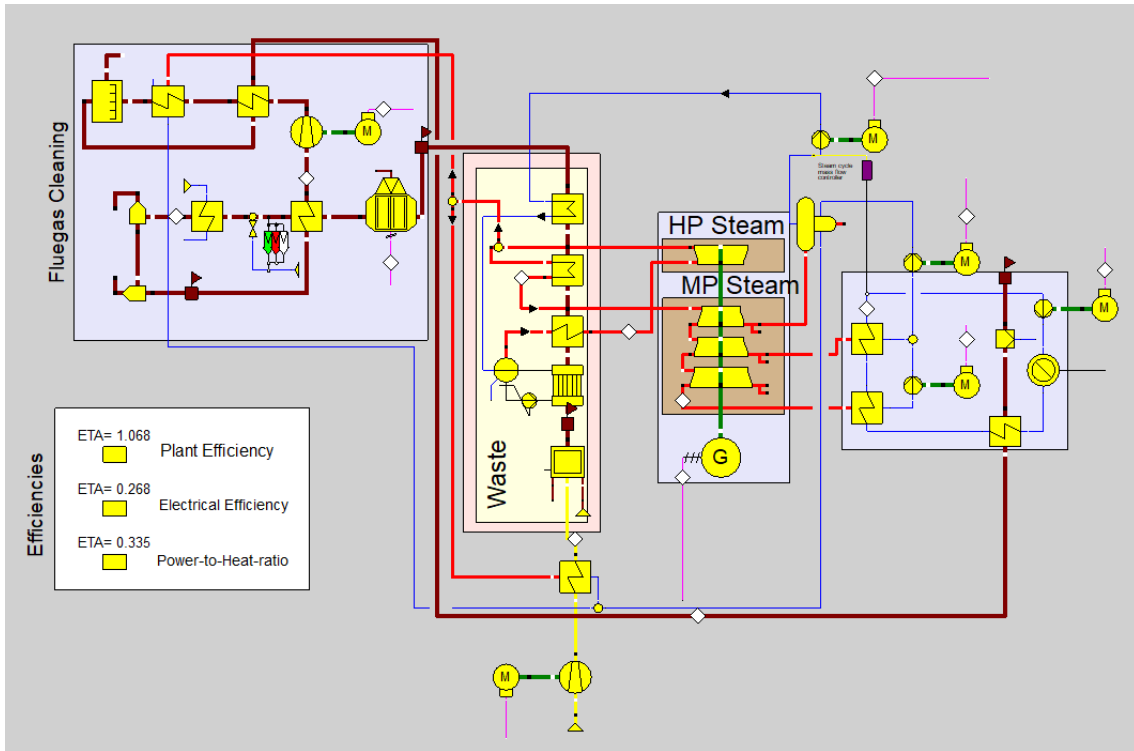 Fluegas Cleaning
M
M
Steam cycle
mass flow
controller
HP Steam
MP Steam
M
M
M
G
Waste
ETA= 1.068
Plant Efficiency
ETA= 0.268
Electrical Efficiency
ETA= 0.335
Power-to-Heat-ratio
Efficiencies
M